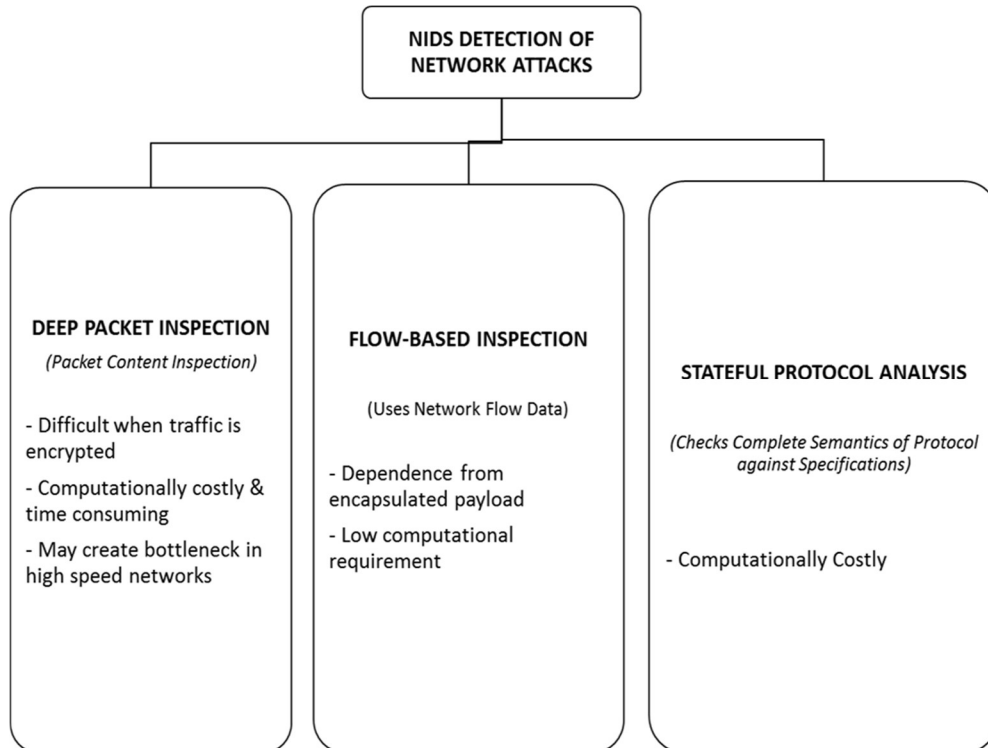 NIDS DETECTION OF
NETWORK ATTACKS
DEEP PACKET INSPECTION
(Packet Content Inspection)
- Difficult when traffic is
encrypted
- Computationally costly &
time consuming
- May create bottleneck in
high speed networks
FLOW-BASED INSPECTION
(Uses Network Flow Data)
- Dependence from
encapsulated payload
- Low computational
requirement
STATEFUL PROTOCOL ANALYSIS
(Checks Complete Semantics of Protocol
against Specifications)
- Computationally Costly